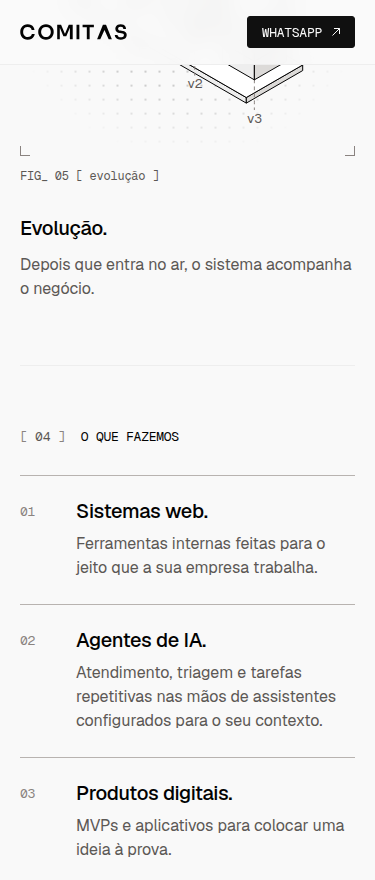 COMITAS
WHATSAPP
v2
v3
FIG_ 05 [ evolução ]
Evolução.
Depois que entra no ar, o sistema acompanha
o negócio.
[ 04 ] O QUE FAZEMOS
01 Sistemas web.
Ferramentas internas feitas para o
jeito que a sua empresa trabalha.
02 Agentes de IA.
Atendimento, triagem e tarefas
repetitivas nas mãos de assistentes
configurados para o seu contexto.
03 Produtos digitais.
MVPs e aplicativos para colocar uma
ideia à prova.